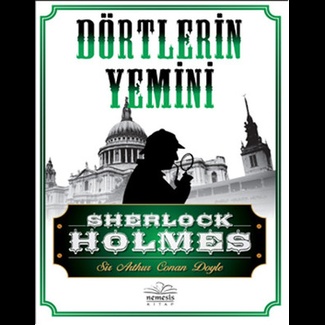 DÖRTLERİN
YEMİNİ
SHERLOCK
HOLMES
Sir Arthur Conan Doyle
nemesis
KİTAP